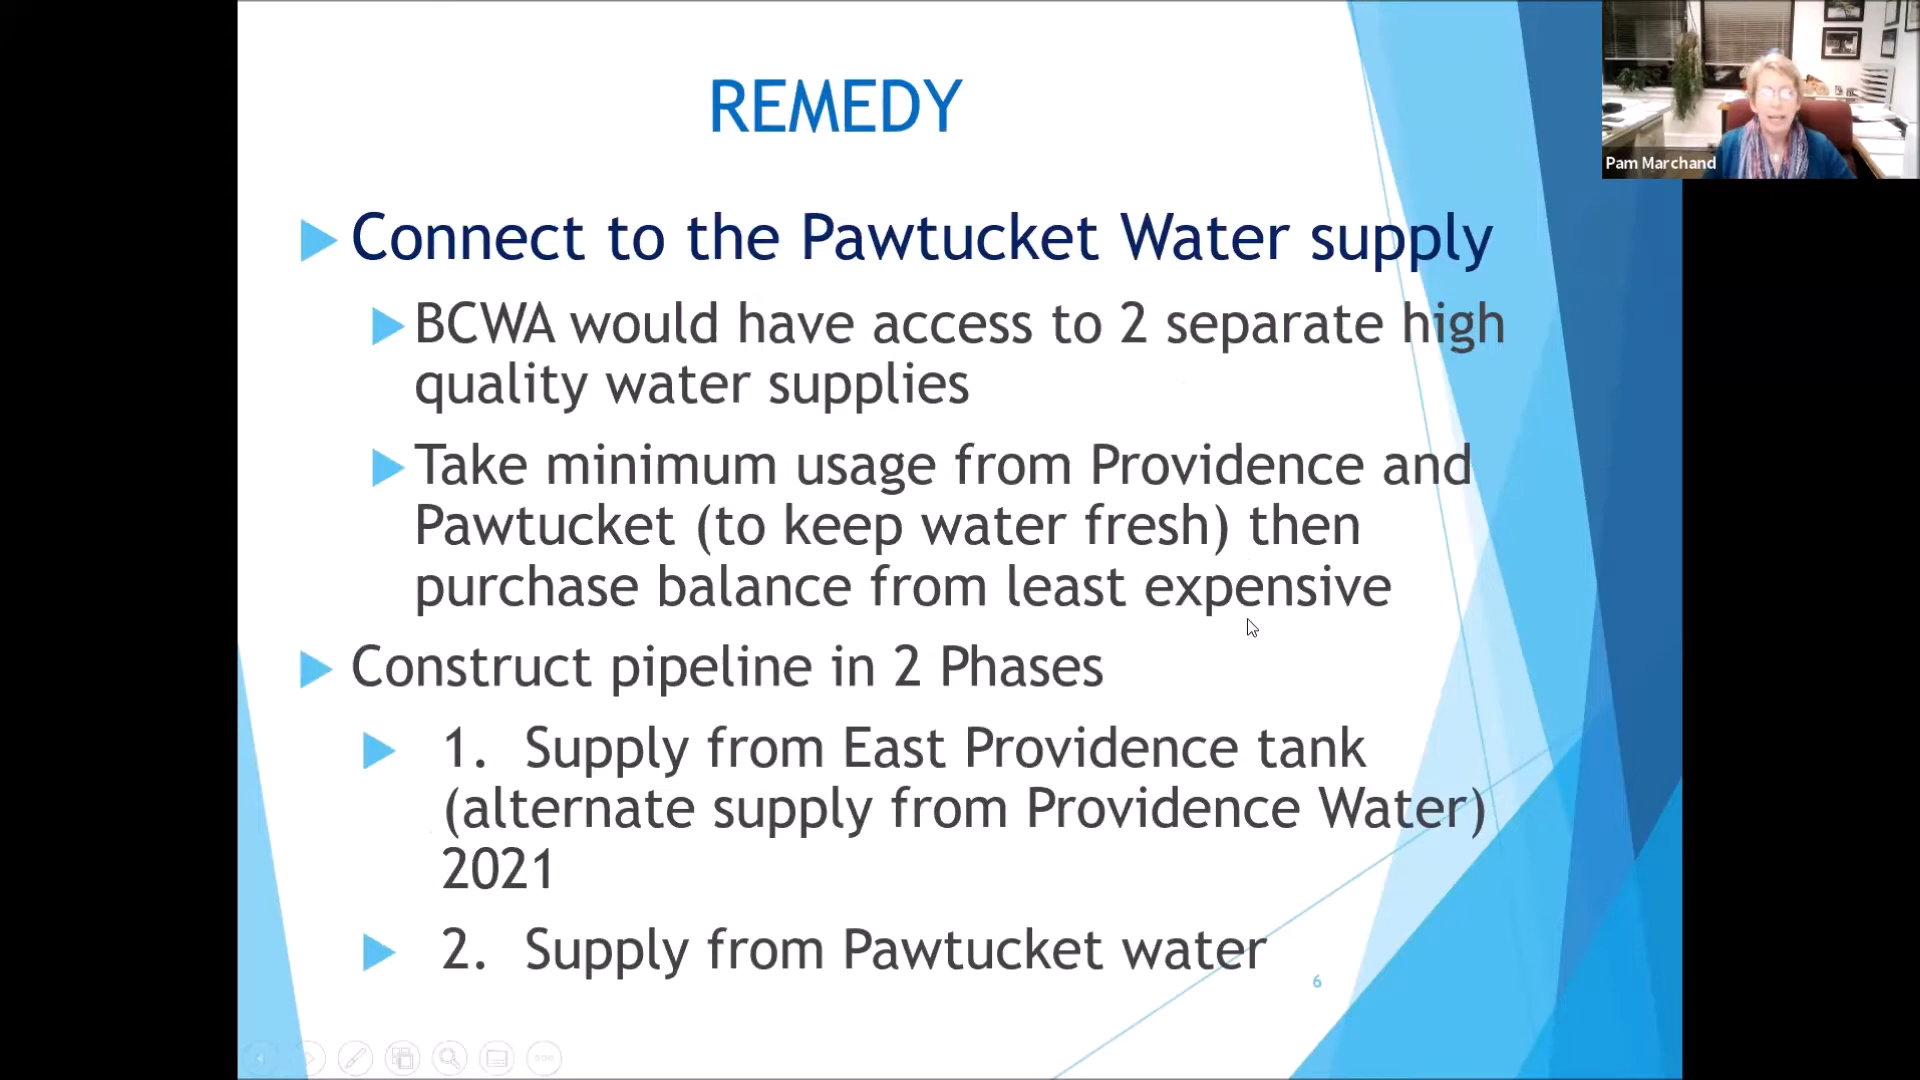 REMEDY
Pam Marchand
Connect to the Pawtucket Water supply
BCWA would have access to 2 separate high
quality water supplies
Take minimum usage from Providence and
Pawtucket (to keep water fresh) then
purchase balance from least expensive
Construct pipeline in 2 Phases
1. Supply from East Providence tank
(alternate supply from Providence Water)
2021
2. Supply from Pawtucket water
6